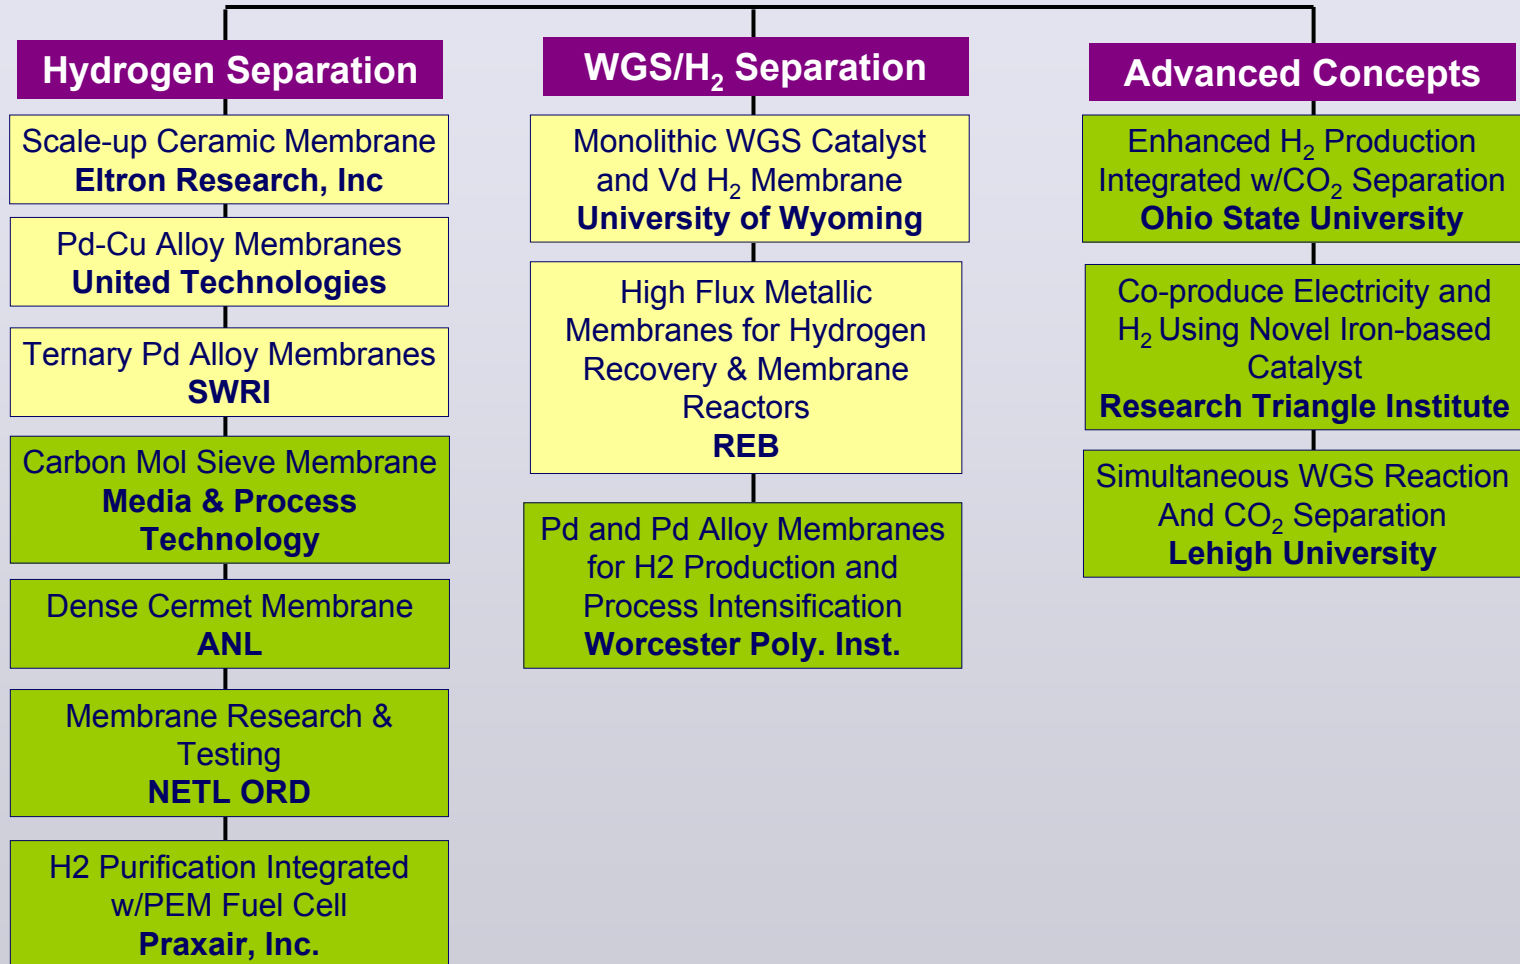 Hydrogen Separation
Scale-up Ceramic Membrane
Eltron Research, Inc
Pd-Cu Alloy Membranes
United Technologies
Ternary Pd Alloy Membranes
SWRI
Carbon Mol Sieve Membrane
Media & Process
Technology
Dense Cermet Membrane
ANL
Membrane Research &
Testing
NETL ORD
H2 Purification Integrated
w/PEM Fuel Cell
Praxair, Inc.
WGS/H₂ Separation
Monolithic WGS Catalyst
and Vd H₂ Membrane
University of Wyoming
High Flux Metallic
Membranes for Hydrogen
Recovery & Membrane
Reactors
REB
Pd and Pd Alloy Membranes
for H2 Production and
Process Intensification
Worcester Poly. Inst.
Advanced Concepts
Enhanced H₂ Production
Integrated w/CO₂ Separation
Ohio State University
Co-produce Electricity and
H₂ Using Novel Iron-based
Catalyst
Research Triangle Institute
Simultaneous WGS Reaction
And CO₂ Separation
Lehigh University